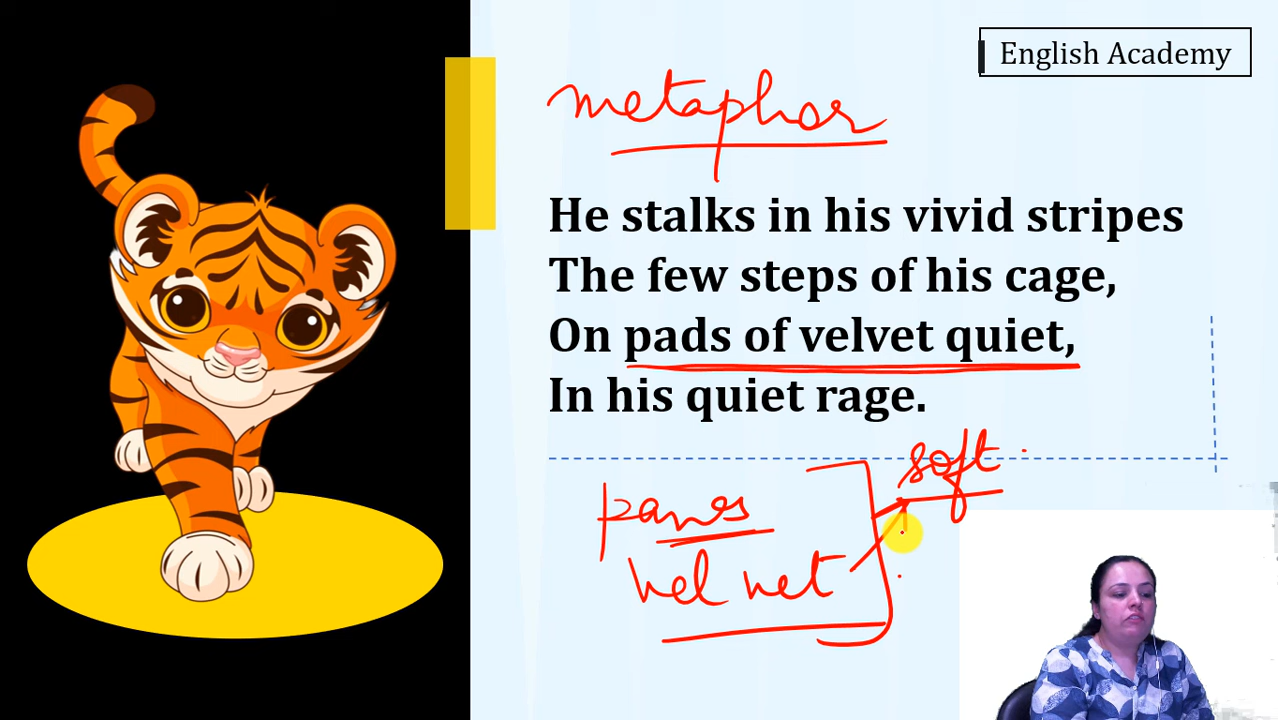 English Academy
metaphor
He stalks in his vivid stripes
The few steps of his cage,
On pads of velvet quiet,
In his quiet rage.
soft
paws
velvet